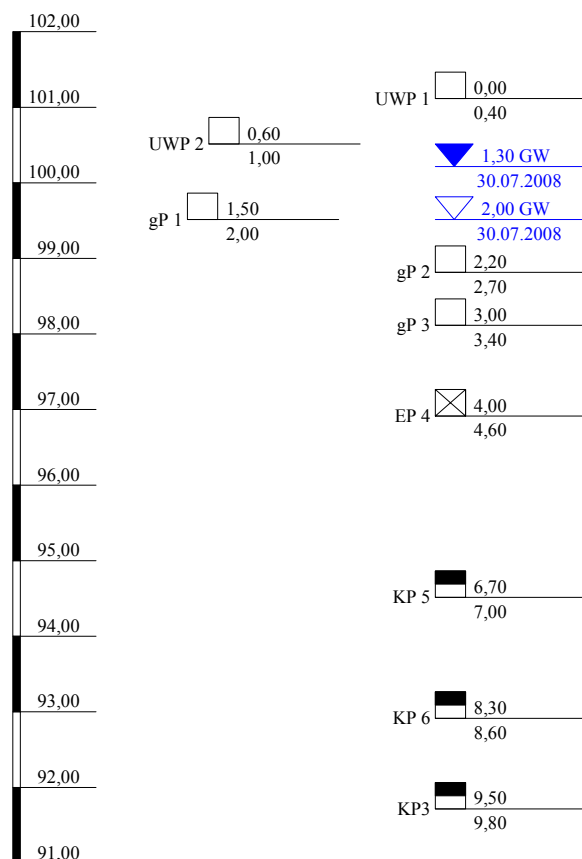 102,00
101,00
100,00
99,00
98,00
97,00
96,00
95,00
94,00
93,00
92,00
91,00
UWP 2
0,60
1,00
gP 1
1,50
2,00
UWP 1
0,00
0,40
1,30 GW
30.07.2008
2,00 GW
30.07.2008
gP 2
2,20
2,70
gP 3
3,00
3,40
EP 4
4,00
4,60
KP 5
6,70
7,00
KP 6
8,30
8,60
KP3
9,50
9,80